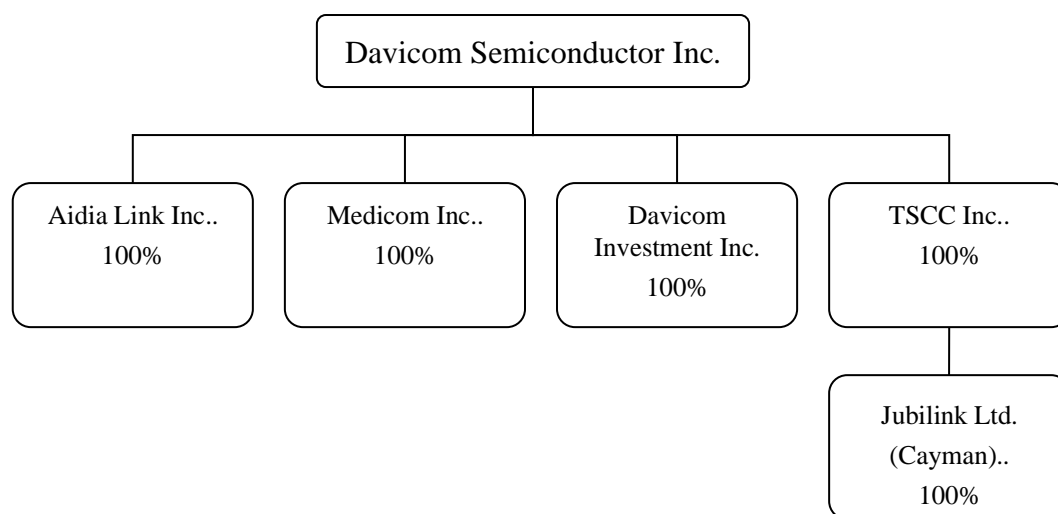 Davicom Semiconductor Inc.
Aidia Link Inc..
100%
Medicom Inc..
100%
Davicom
Investment Inc.
100%
TSCC Inc..
100%
Jubilink Ltd.
(Cayman)..
100%